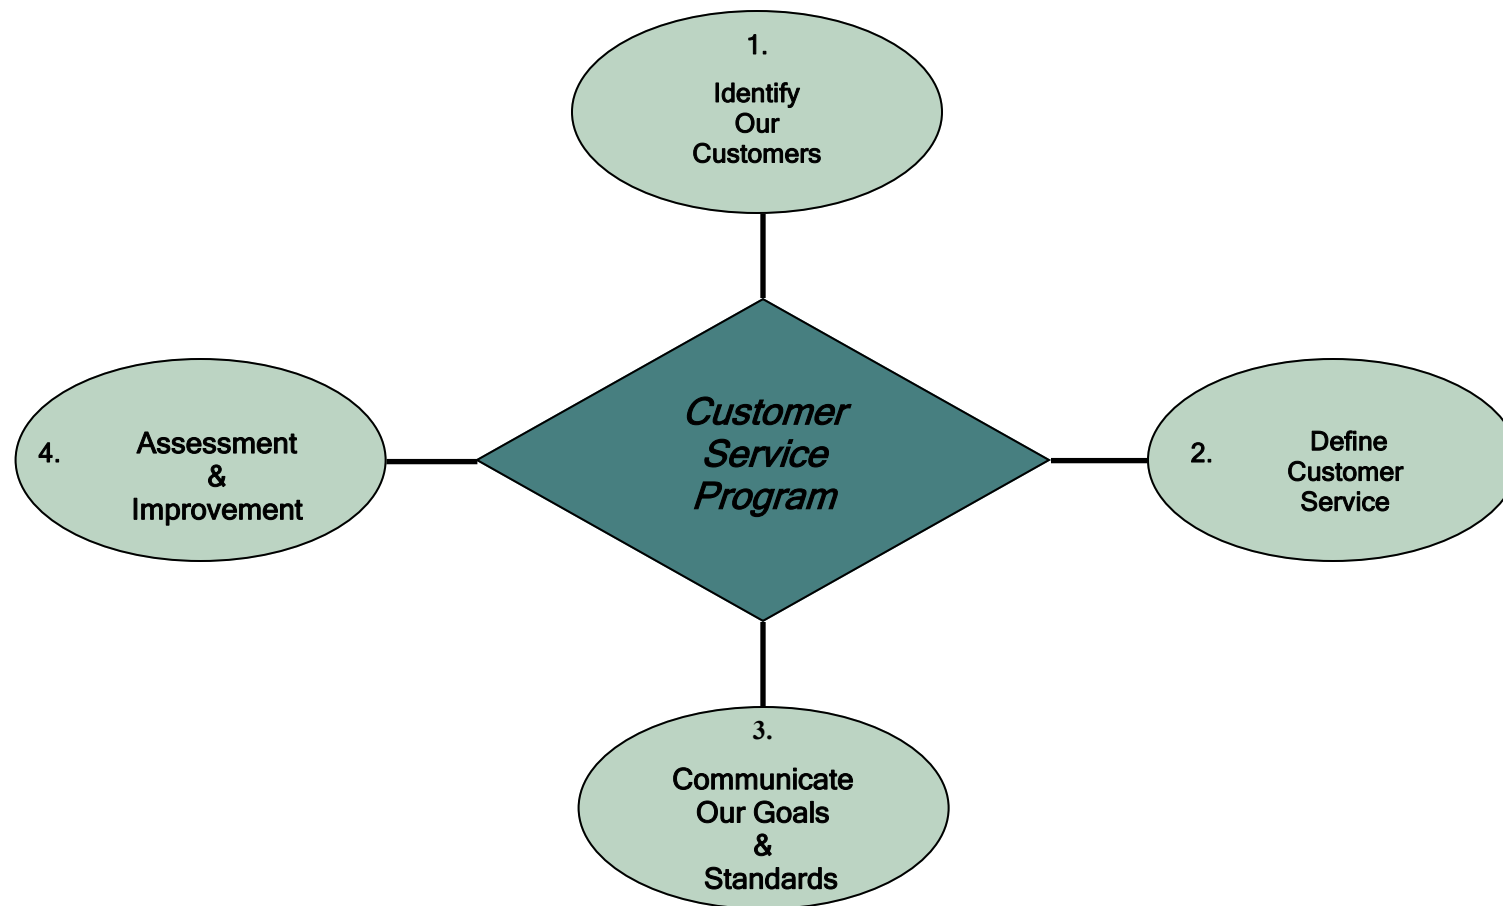 1.
Identify
Our
Customers
Customer
Service
Program
2.
Define
Customer
Service
3.
Communicate
Our Goals
&
Standards
4.
Assessment
&
Improvement